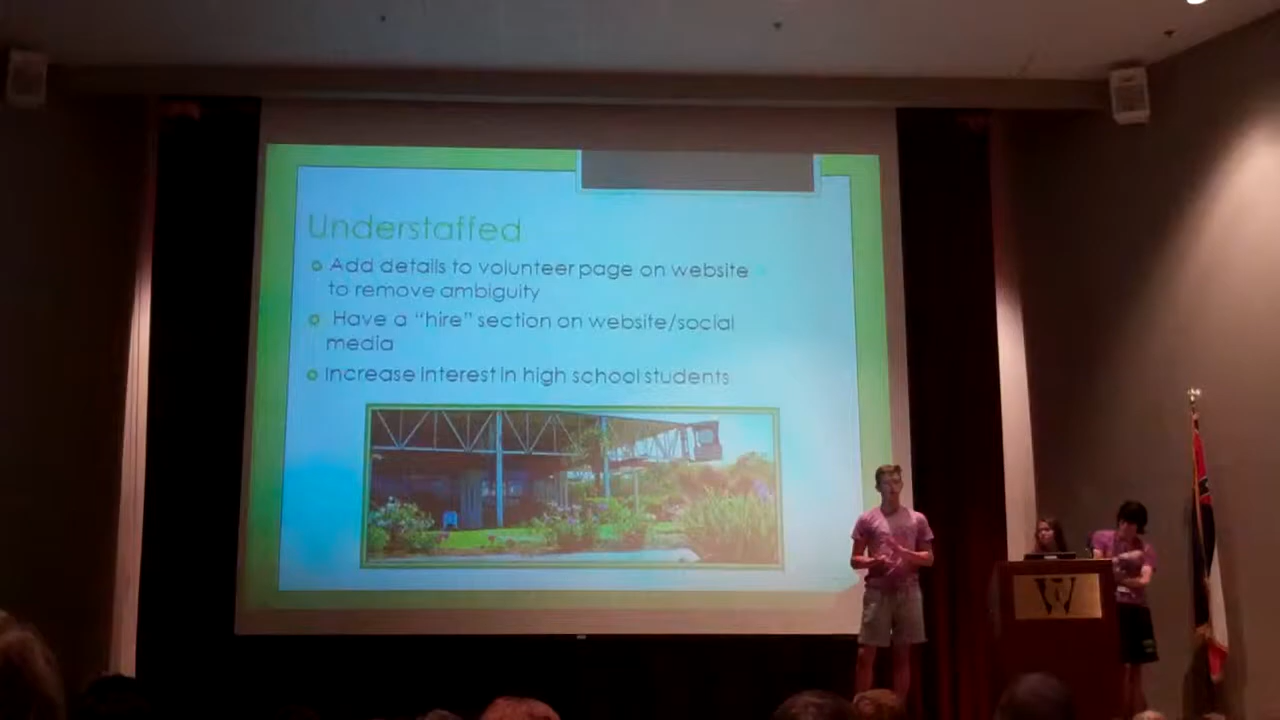 Understaffed
Add details to volunteer page on website
to remove ambiguity
Have a “hire” section on website/social
media
Increase interest in high school students
W